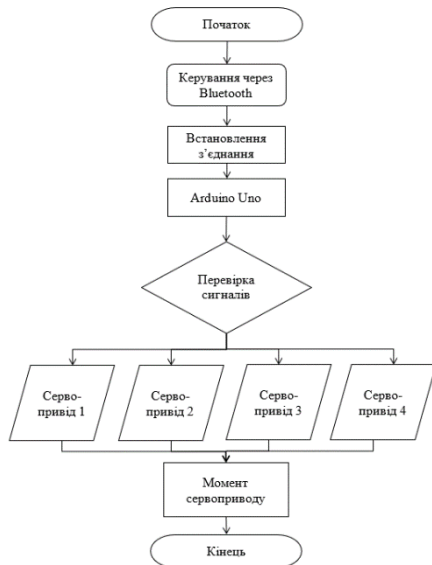 Початок
Керування через
Bluetooth
Встановлення
з’єднання
Arduino Uno
Перевірка
сигналів
Серво-
привід 1
Серво-
привід 2
Серво-
привід 3
Серво-
привід 4
Момент
сервоприводу
Кінець